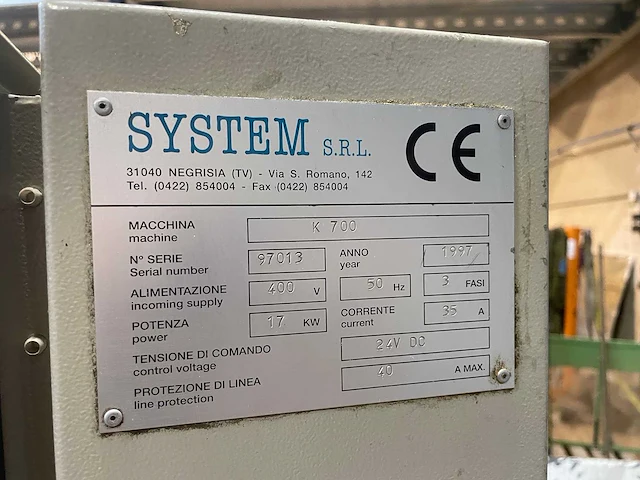 SYSTEM S.R.L. CE
31040 NEGRISIA (TV) - Via S. Romano, 142
Tel. (0422) 854004 - Fax (0422) 854004
MACCHINA K 700
machine
N° SERIE 97013 ANNO 1997
Serial number year
ALIMENTAZIONE 400 V 50 Hz 3 FASI
incoming supply
POTENZA 17 KW CORRENTE 35 A
power current
TENSIONE DI COMANDO 24V DC
control voltage
PROTEZIONE DI LINEA 40 A MAX.
line protection